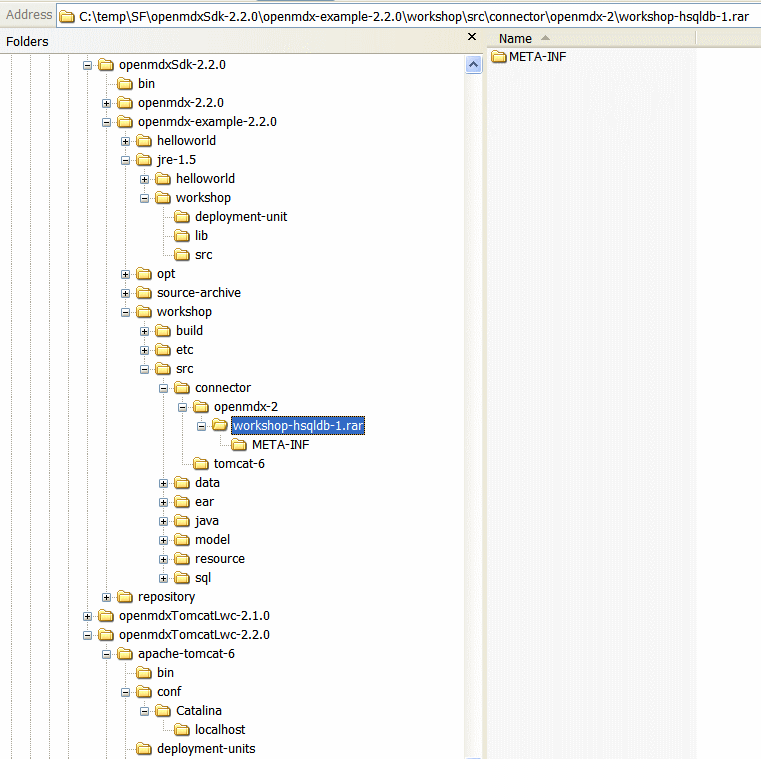 Address C:\temp\SF\openmdxSdk-2.2.0\openmdx-example-2.2.0\workshop\src\connector\openmdx-2\workshop-hsqldb-1.rar
Folders
Name
META-INF
openmdxSdk-2.2.0
bin
openmdx-2.2.0
openmdx-example-2.2.0
helloworld
jre-1.5
helloworld
workshop
deployment-unit
lib
src
opt
source-archive
workshop
build
etc
src
connector
openmdx-2
workshop-hsqldb-1.rar
META-INF
tomcat-6
data
ear
java
model
resource
sql
repository
openmdxTomcatLwc-2.1.0
openmdxTomcatLwc-2.2.0
apache-tomcat-6
bin
conf
Catalina
localhost
deployment-units